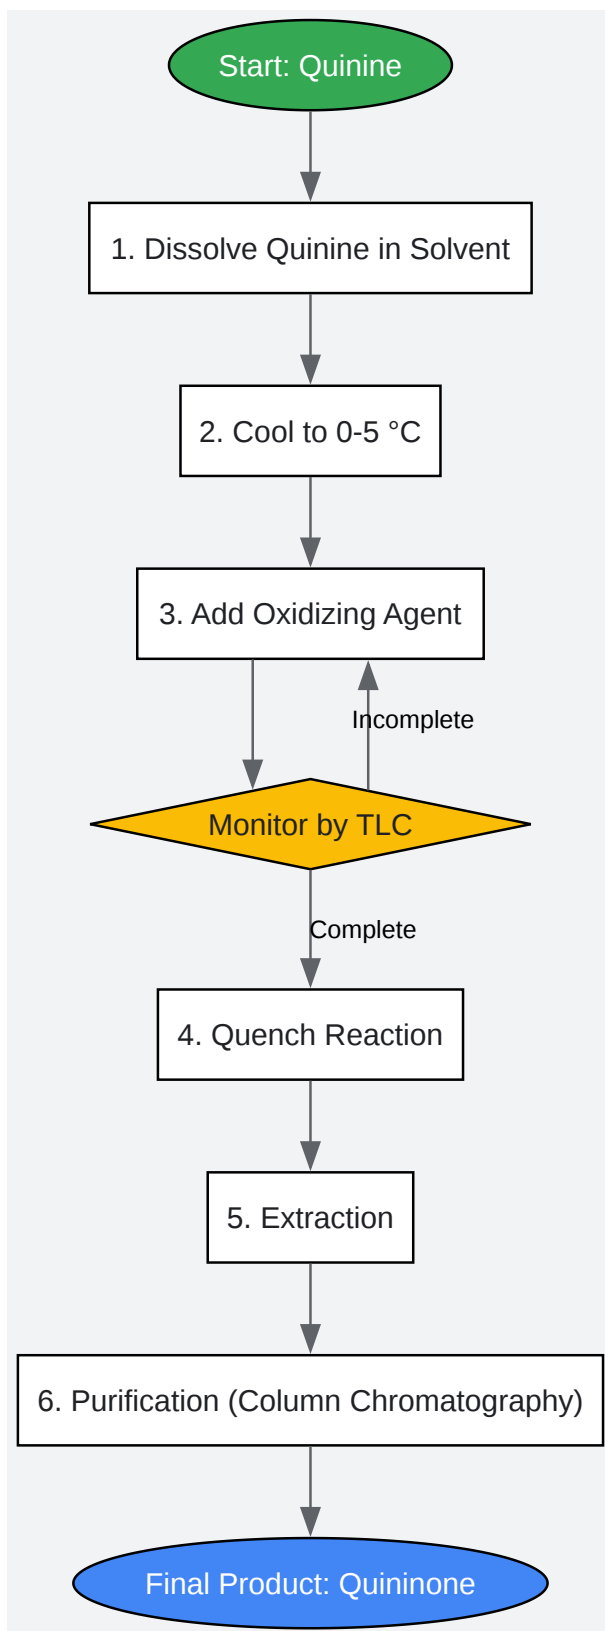 Start: Quinine
1. Dissolve Quinine in Solvent
2. Cool to 0-5 °C
3. Add Oxidizing Agent
Incomplete
Monitor by TLC
Complete
4. Quench Reaction
5. Extraction
6. Purification (Column Chromatography)
Final Product: Quininone